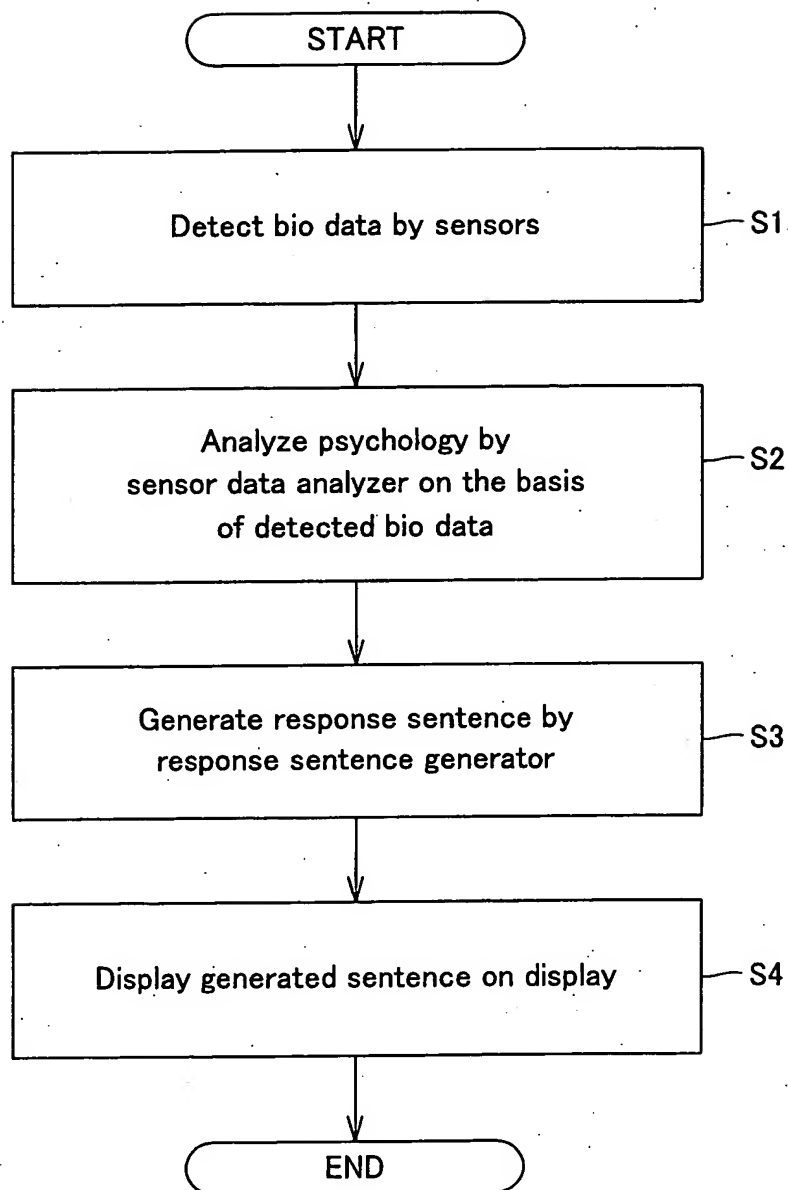 START
Detect bio data by sensors
S1
Analyze psychology by
sensor data analyzer on the basis
of detected bio data
S2
Generate response sentence by
response sentence generator
S3
Display generated sentence on display
S4
END